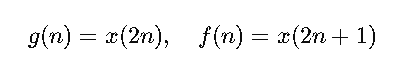 g(n) = x(2n),   f(n) = x(2n + 1)